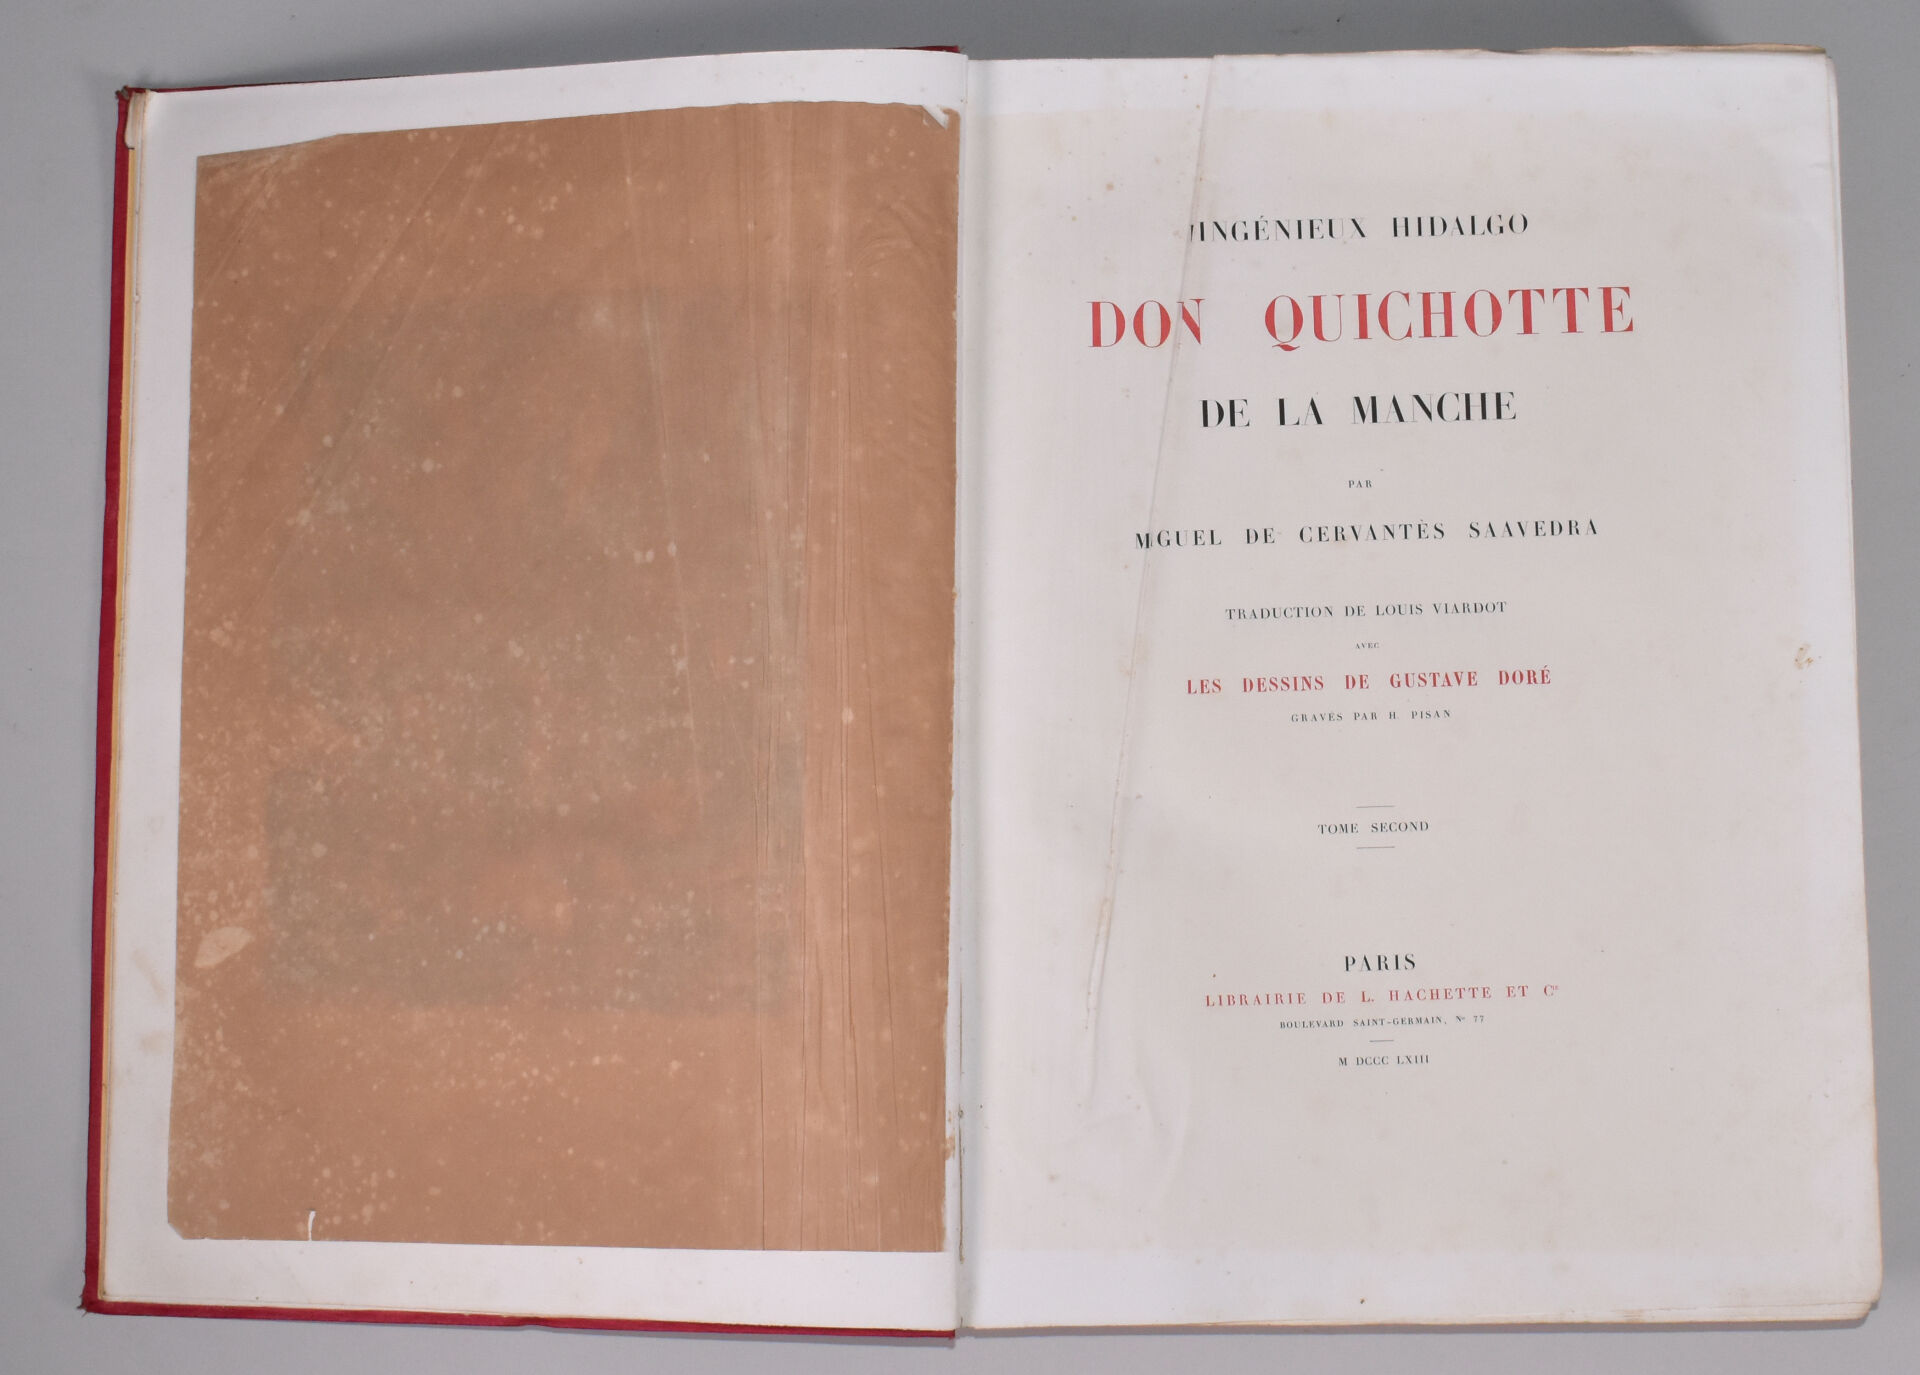 INGÉNIEUX HIDALGO
DON QUICHOTTE
DE LA MANCHE
PAR
MGUEL DE CERVANTÈS SAAVEDRA
TRADUCTION DE LOUIS VIARDOT
AVEC
LES DESSINS DE GUSTAVE DORÉ
GRAVÉS PAR H. PISAN
TOME SECOND
PARIS
LIBRAIRIE DE L. HACHETTE ET Cie
BOULEVARD SAINT-GERMAIN, No 77
M DCCC LXIII